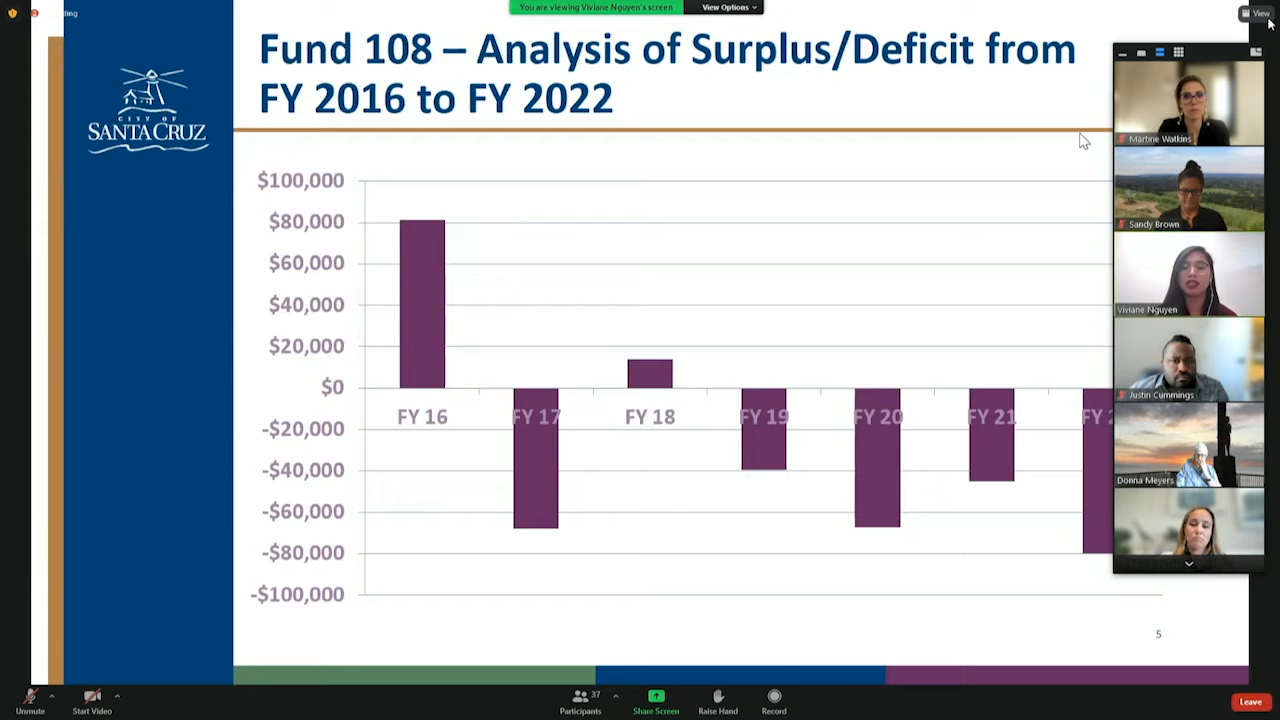 You are viewing Viviane Nguyen's screen
View Options
View
Fund 108 – Analysis of Surplus/Deficit from
FY 2016 to FY 2022
CITY OF
SANTA CRUZ
$100,000
$80,000
$60,000
$40,000
$20,000
$0
-$20,000
-$40,000
-$60,000
-$80,000
-$100,000
FY 16
FY 17
FY 18
FY 19
FY 20
FY 21
Martine Watkins
Sandy Brown
Viviane Nguyen
Justin Cummings
Donna Meyers
5
Unmute
Start Video
37
Participants
Share Screen
Raise Hand
Record
Leave